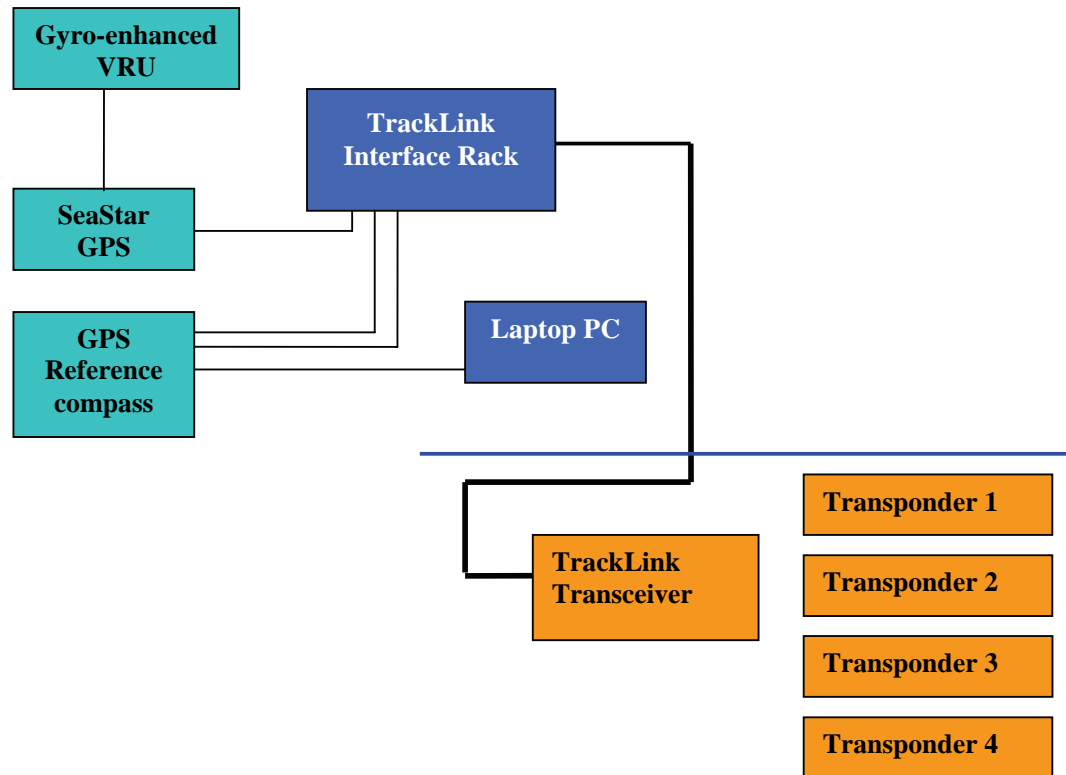 Gyro-enhanced
VRU
TrackLink
Interface Rack
SeaStar
GPS
GPS
Reference
compass
Laptop PC
TrackLink
Transceiver
Transponder 1
Transponder 2
Transponder 3
Transponder 4